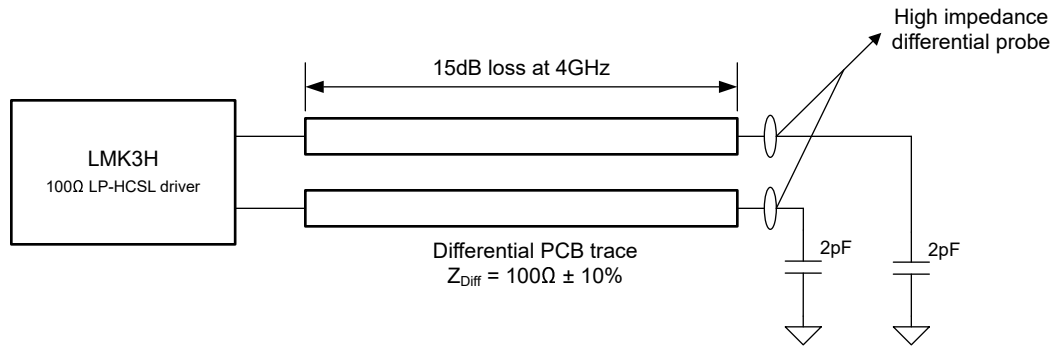 High impedance
differential probe
15dB loss at 4GHz
LMK3H
100Ω LP-HCSL driver
Differential PCB trace
Z_Diff = 100Ω ± 10%
2pF
2pF